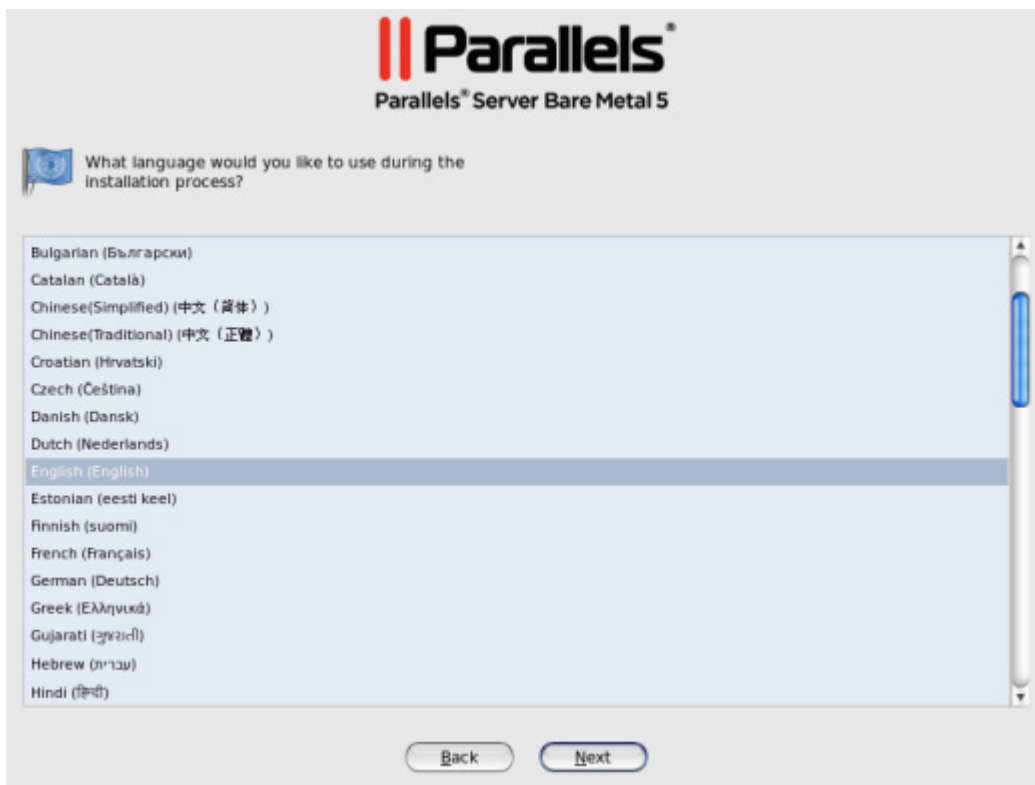 Parallels®
Parallels® Server Bare Metal 5
What language would you like to use during the
installation process?
Bulgarian (Български)
Catalan (Català)
Chinese(Simplified) (中文（简体）)
Chinese(Traditional) (中文（正體）)
Croatian (Hrvatski)
Czech (Čeština)
Danish (Dansk)
Dutch (Nederlands)
English (English)
Estonian (eesti keel)
Finnish (suomi)
French (Français)
German (Deutsch)
Greek (Ελληνικά)
Gujarati (ગુજરાતી)
Hebrew (עברית)
Hindi (हिन्दी)
Back
Next